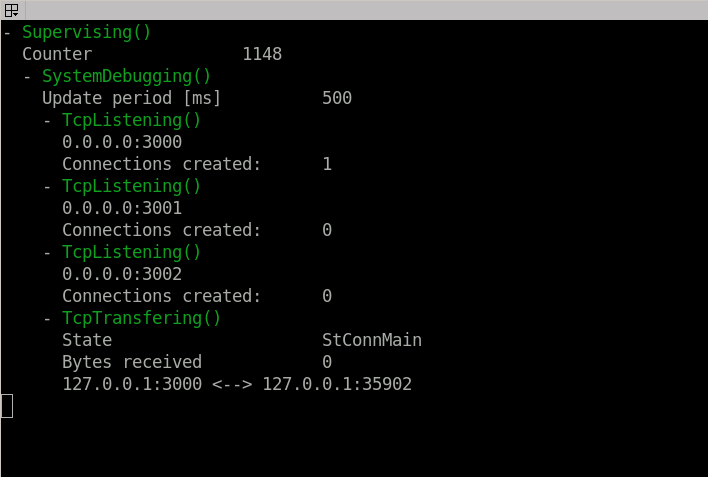 - Supervising()
  Counter               1148
  - SystemDebugging()
    Update period [ms]          500
    - TcpListening()
      0.0.0.0:3000
      Connections created:      1
    - TcpListening()
      0.0.0.0:3001
      Connections created:      0
    - TcpListening()
      0.0.0.0:3002
      Connections created:      0
    - TcpTransfering()
      State                     StConnMain
      Bytes received            0
      127.0.0.1:3000 <--> 127.0.0.1:35902